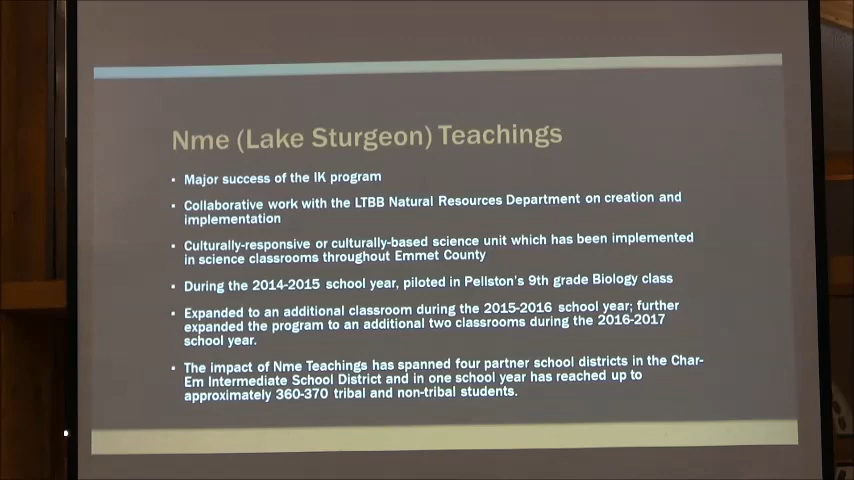 Nme (Lake Sturgeon) Teachings
▪ Major success of the IK program
▪ Collaborative work with the LTBB Natural Resources Department on creation and
implementation
▪ Culturally-responsive or culturally-based science unit which has been implemented
in science classrooms throughout Emmet County
▪ During the 2014-2015 school year, piloted in Pellston's 9th grade Biology class
▪ Expanded to an additional classroom during the 2015-2016 school year; further
expanded the program to an additional two classrooms during the 2016-2017
school year.
▪ The impact of Nme Teachings has spanned four partner school districts in the Char-
Em Intermediate School District and in one school year has reached up to
approximately 360-370 tribal and non-tribal students.